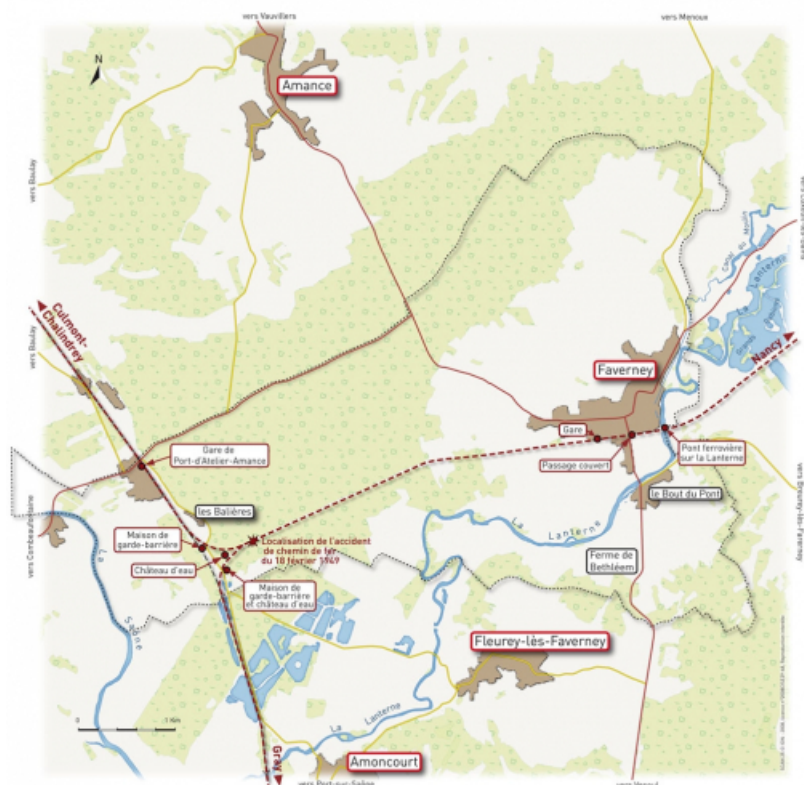 vers Vauvillers
vers Menoux
N
Amance
vers Baulay
Canal du Moulin
La Lanterne
Culmont-
Chalindrey
vers Baulay
Nancy
Faverney
Gare
Passage couvert
Pont ferrovière
sur la Lanterne
Gare de
Port-d'Atelier-Amance
le Bout du Pont
les Balières
La Lanterne
vers Combeaufontaine
vers Breurey-lès-Faverney
Maison de
garde-barrière
Localisation de l'accident
de chemin de fer
du 18 février 1949
Château d'eau
Ferme de
Bethléem
Maison de
garde-barrière
et château d'eau
La Saône
Fleurey-lès-Faverney
0
1 Km
La Lanterne
Gray
Amoncourt
vers Port-sur-Saône
vers Vesoul